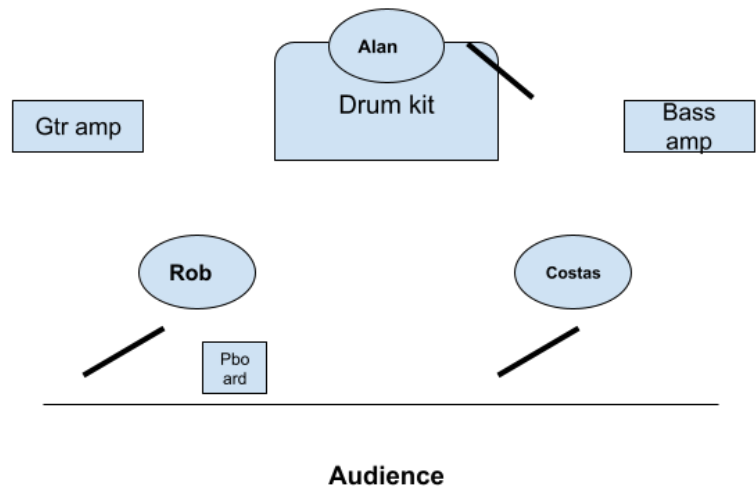 Alan
Drum kit
Gtr amp
Bass
amp
Rob
Costas
Pbo
ard
Audience